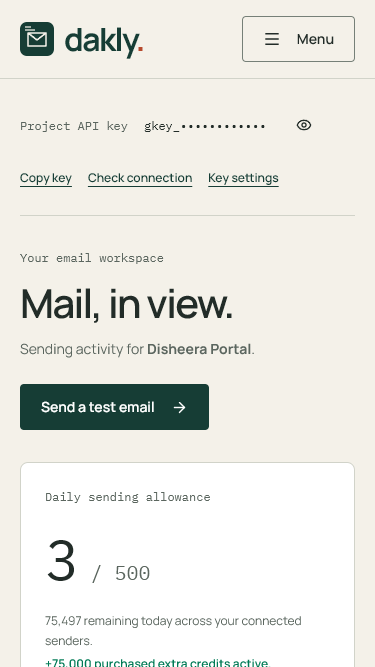 dakly.
Menu
Project API key gkey_••••••••••••
Copy key Check connection Key settings
Your email workspace
Mail, in view.
Sending activity for Disheera Portal.
Send a test email →
Daily sending allowance
3 / 500
75,497 remaining today across your connected
senders.
+75,000 purchased extra credits active.